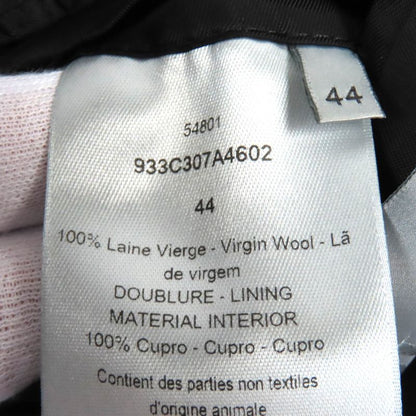 44
54801
933C307A4602
44
100% Laine Vierge - Virgin Wool - Lã
de virgem
DOUBLURE - LINING
MATERIAL INTERIOR
100% Cupro - Cupro - Cupro
Contient des parties non textiles
d'origine animale